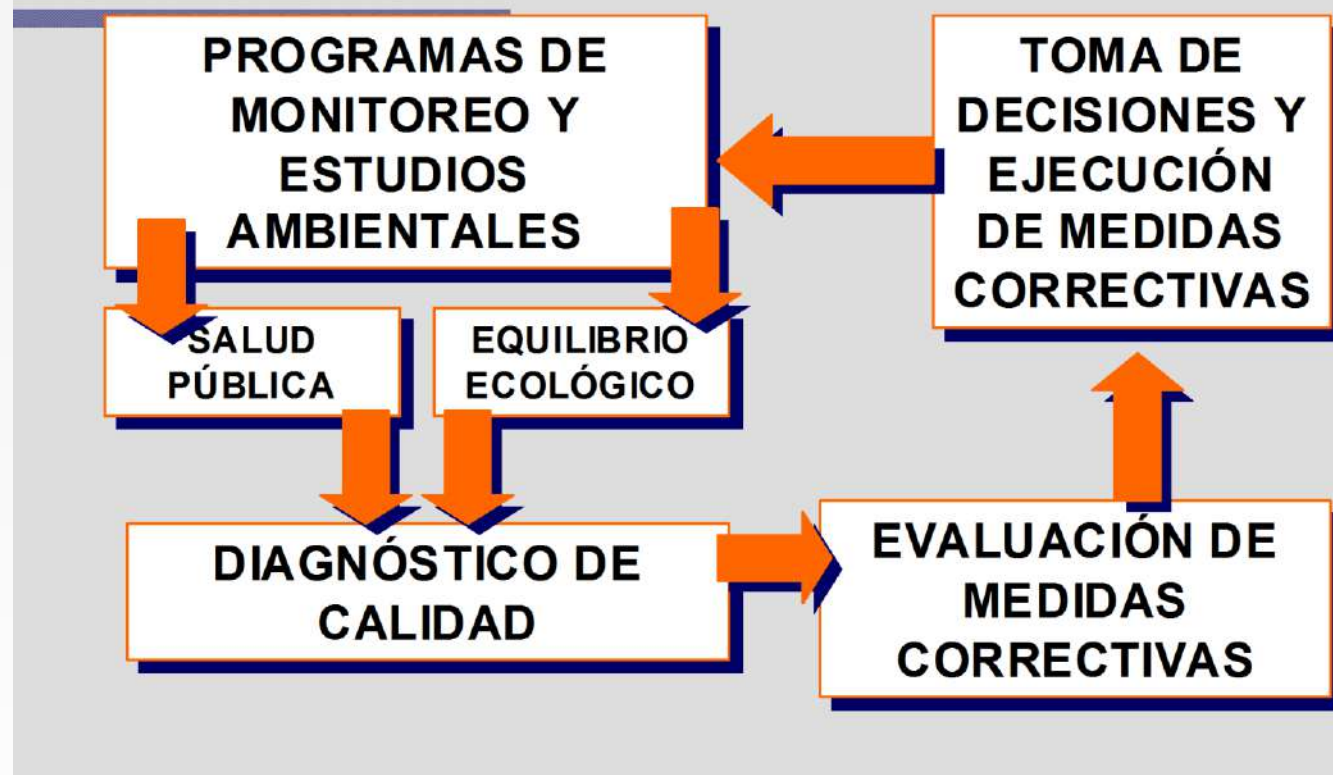 PROGRAMAS DE
MONITOREO Y
ESTUDIOS
AMBIENTALES
TOMA DE
DECISIONES Y
EJECUCIÓN
DE MEDIDAS
CORRECTIVAS
SALUD
PÚBLICA
EQUILIBRIO
ECOLÓGICO
DIAGNÓSTICO DE
CALIDAD
EVALUACIÓN DE
MEDIDAS
CORRECTIVAS